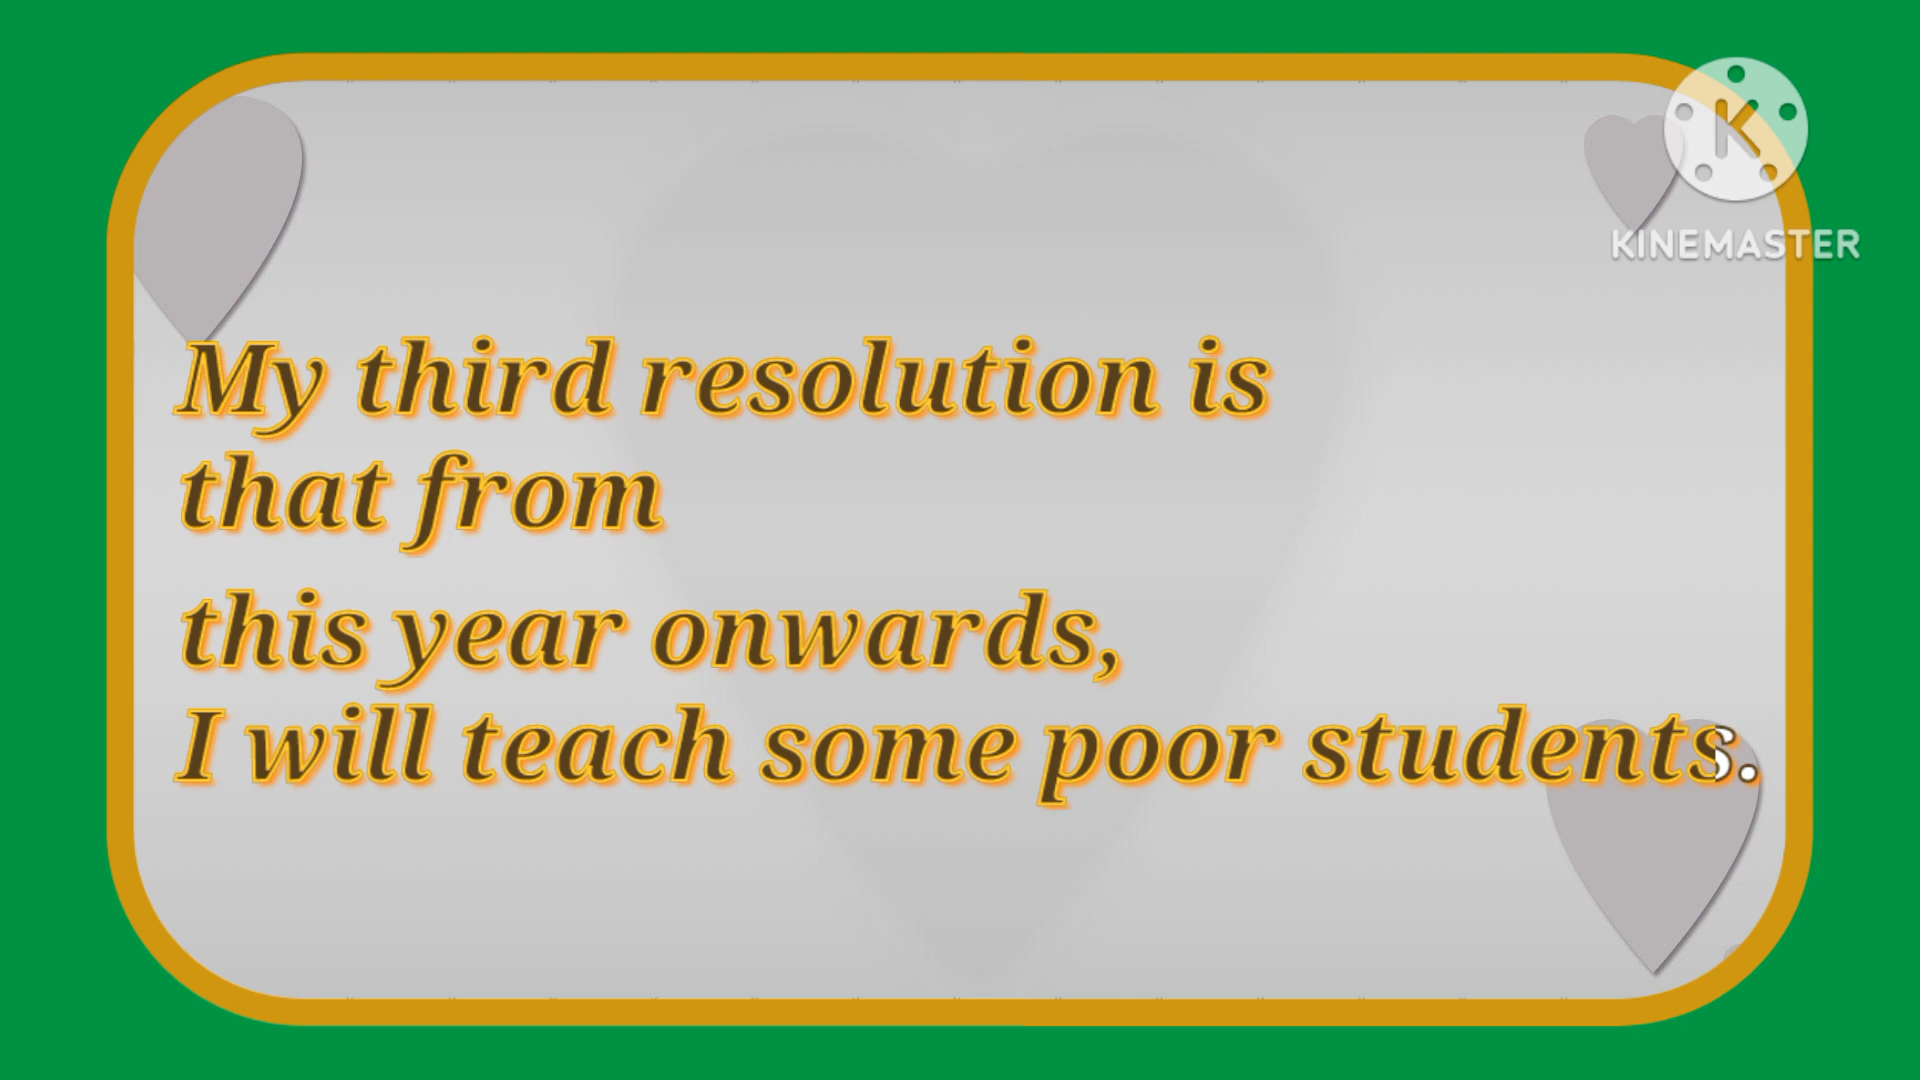 KINEMASTER
My third resolution is
that from
this year onwards,
I will teach some poor students.